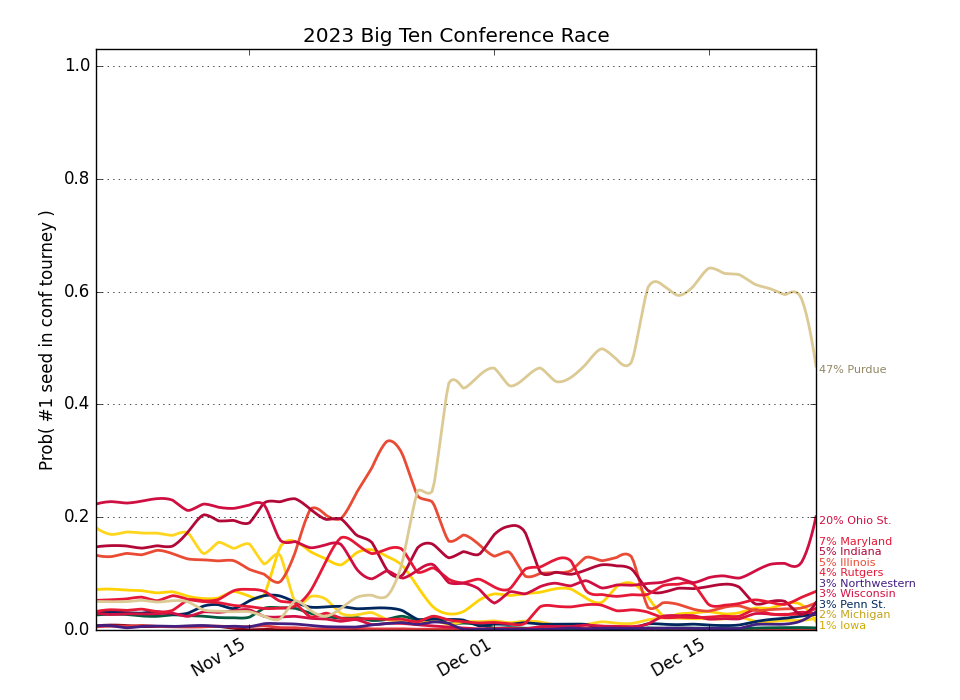 2023 Big Ten Conference Race
Prob( #1 seed in conf tourney )
1.0
0.8
0.6
0.4
0.2
0.0
Nov 15
Dec 01
Dec 15
47% Purdue
20% Ohio St.
7% Maryland
5% Indiana
5% Illinois
4% Rutgers
3% Northwestern
3% Wisconsin
3% Penn St.
2% Michigan
1% Iowa